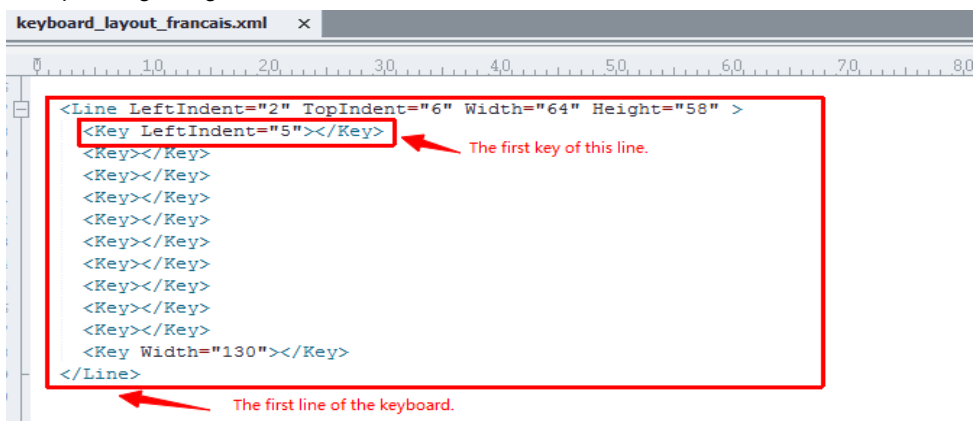 keyboard_layout_francais.xml ×
0 1,0 2,0 3,0 4,0 5,0 6,0 7,0 8,0
<Line LeftIndent="2" TopIndent="6" Width="64" Height="58" >
<Key LeftIndent="5"></Key>
The first key of this line.
<Key></Key>
<Key></Key>
<Key></Key>
<Key></Key>
<Key></Key>
<Key></Key>
<Key></Key>
<Key></Key>
<Key></Key>
<Key Width="130"></Key>
</Line>
The first line of the keyboard.